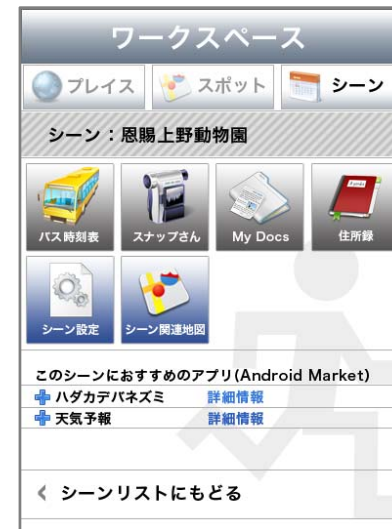 ワークスペース
プレイス スポット シーン
シーン：恩賜上野動物園
バス時刻表 スナップさん My Docs 住所録
シーン設定 シーン関連地図
このシーンにおすすめのアプリ(Android Market)
ハダカデバネズミ 詳細情報
天気予報 詳細情報
シーンリストにもどる